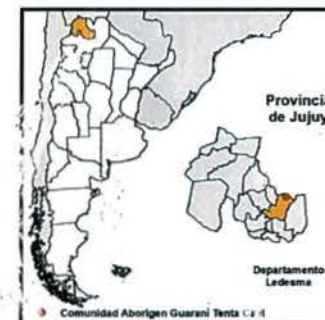 Provincia
de Jujuy
Departamento
Ledesma
Comunidad Aborigen Guaraní Tenta